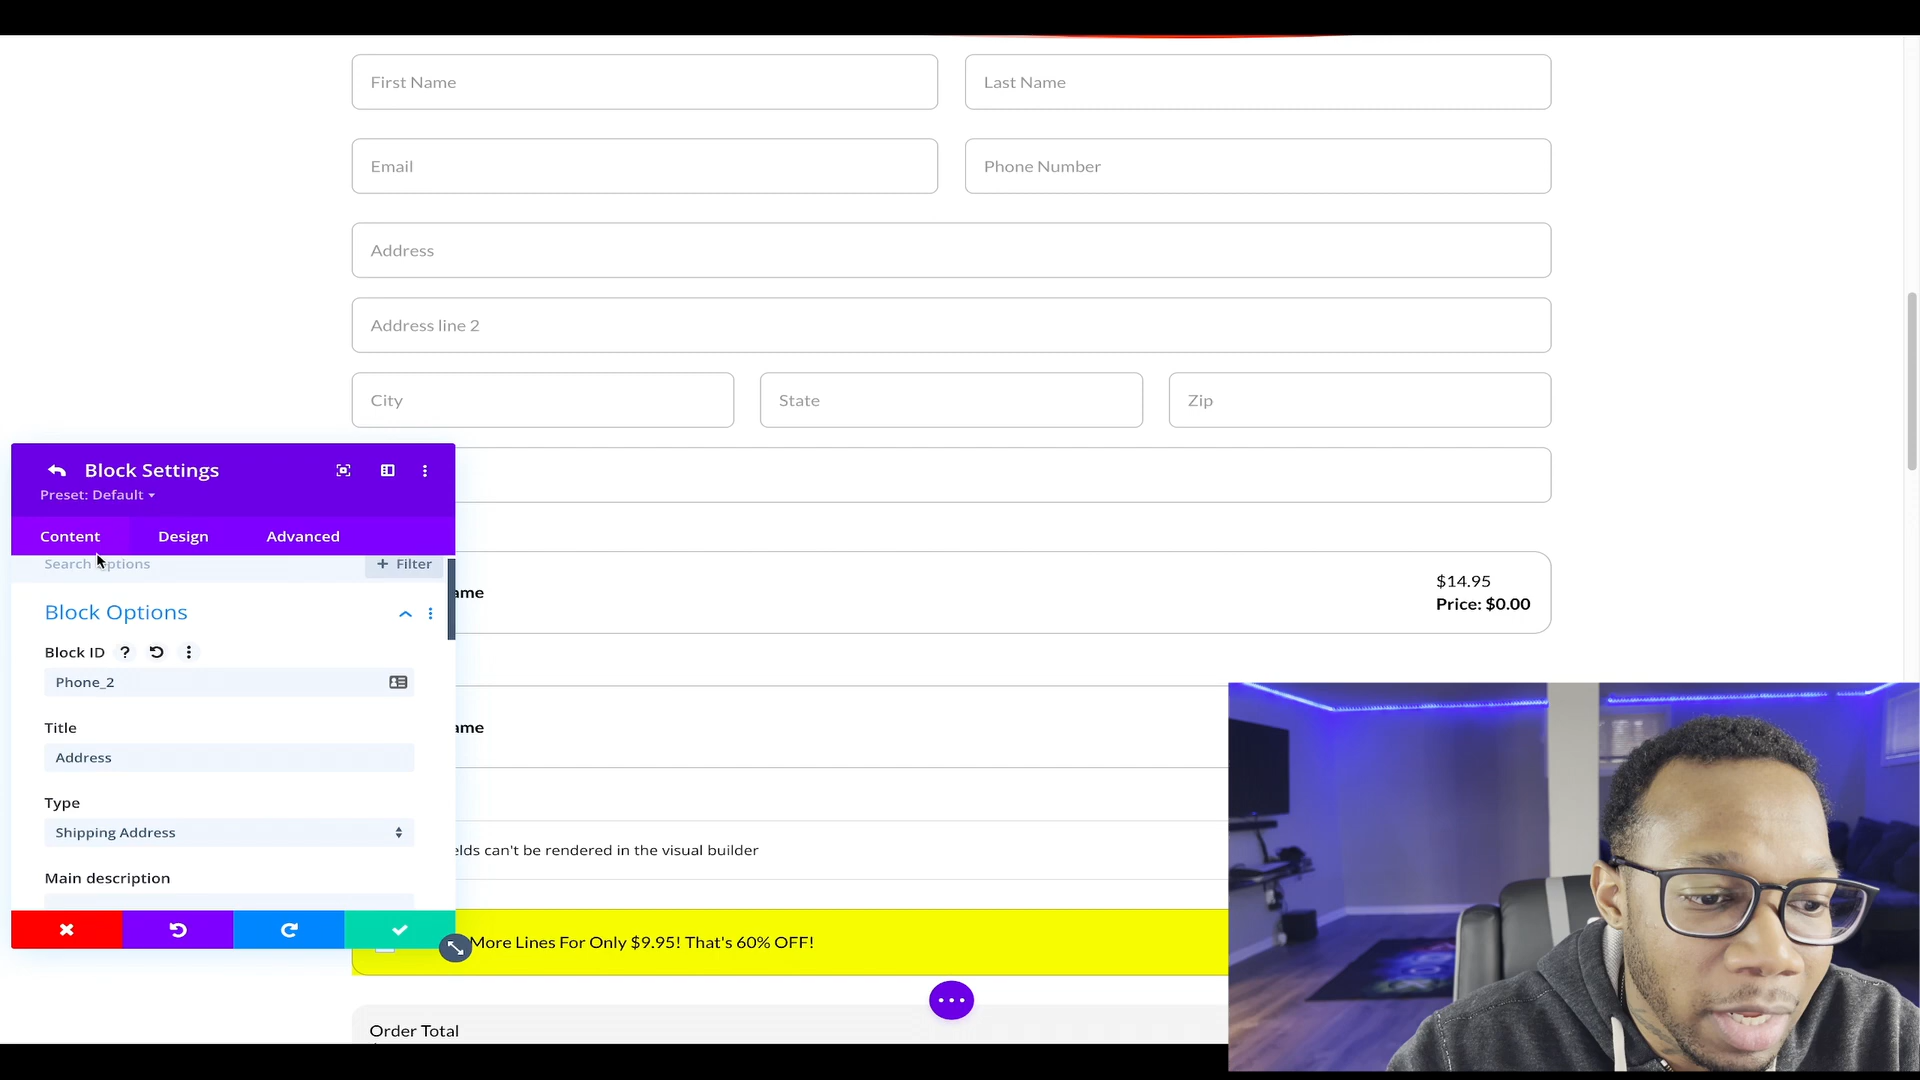 First Name
Last Name
Email
Phone Number
Address
Address line 2
City
State
Zip
Block Settings
Preset: Default
Content
Design
Advanced
Search Options
+ Filter
Block Options
Block ID ?
Phone_2
Title
Address
Type
Shipping Address
Main description
ame
$14.95
Price: $0.00
ame
elds can't be rendered in the visual builder
More Lines For Only $9.95! That's 60% OFF!
Order Total